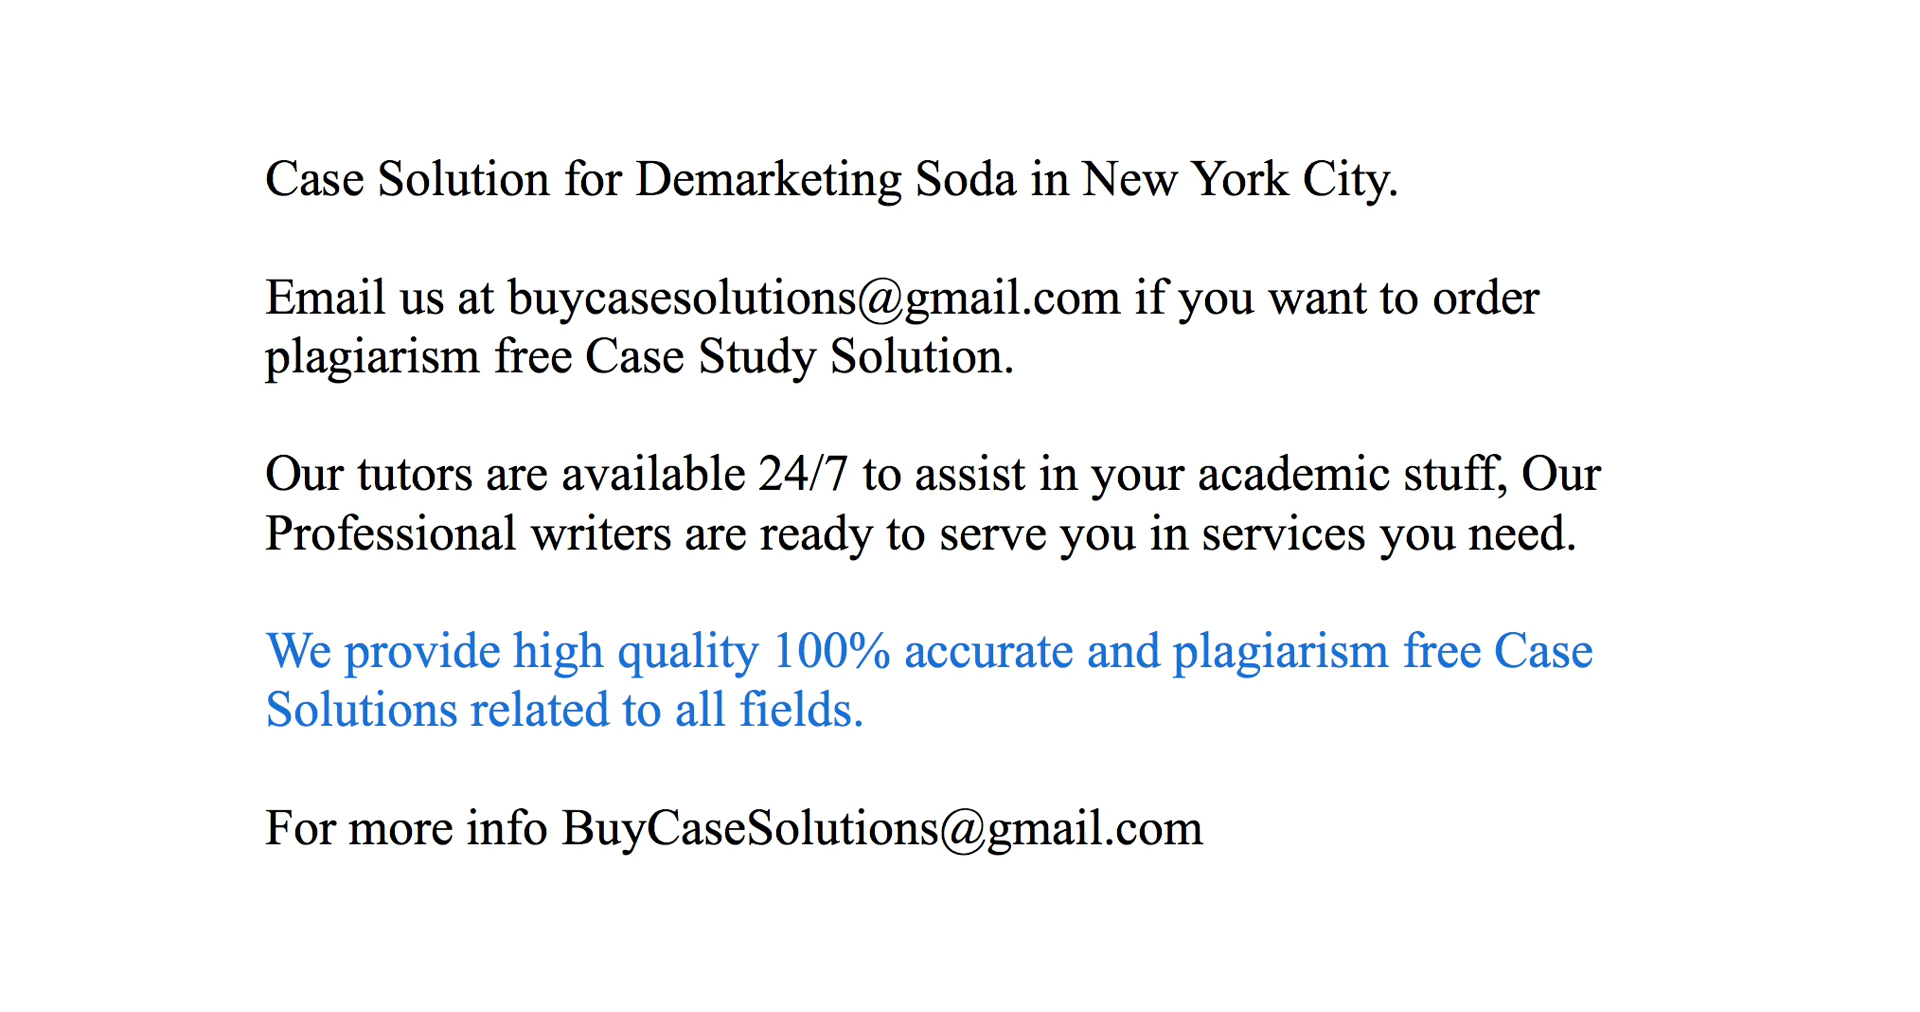 Case Solution for Demarketing Soda in New York City.
Email us at buycasesolutions@gmail.com if you want to order
plagiarism free Case Study Solution.
Our tutors are available 24/7 to assist in your academic stuff, Our
Professional writers are ready to serve you in services you need.
We provide high quality 100% accurate and plagiarism free Case
Solutions related to all fields.
For more info BuyCaseSolutions@gmail.com